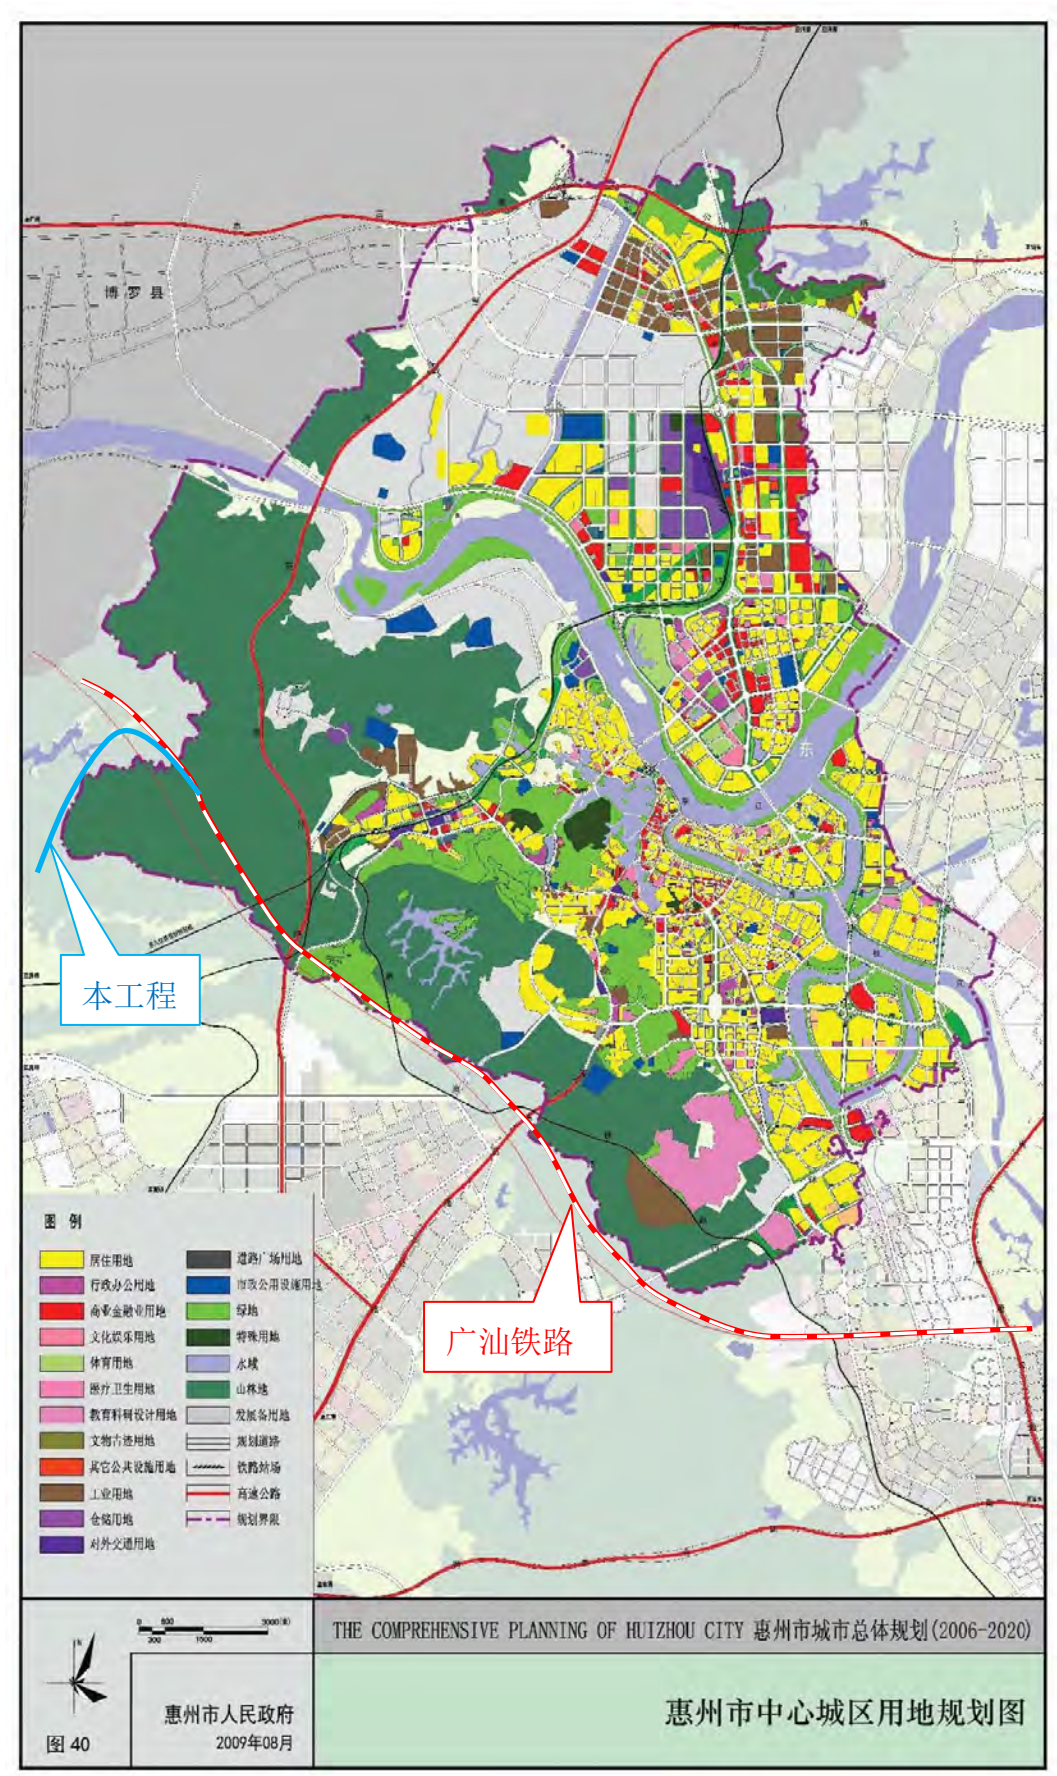 博罗县
东
江
本工程
广汕铁路
图 例
居住用地
行政办公用地
商业金融业用地
文化娱乐用地
体育用地
医疗卫生用地
教育科研设计用地
文物古迹用地
其它公共设施用地
工业用地
仓储用地
对外交通用地
道路广场用地
市政公用设施用地
绿地
特殊用地
水域
山林地
发展备用地
规划道路
铁路站场
高速公路
规划界限
0 600 3000(米)
300 1500
THE COMPREHENSIVE PLANNING OF HUIZHOU CITY 惠州市城市总体规划(2006-2020)
惠州市人民政府
2009年08月
图 40
惠州市中心城区用地规划图